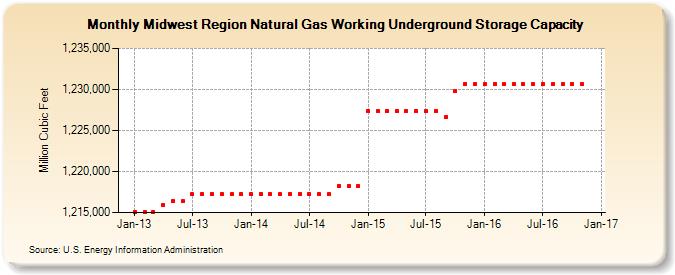 Monthly Midwest Region Natural Gas Working Underground Storage Capacity
Million Cubic Feet
1,235,000
1,230,000
1,225,000
1,220,000
1,215,000
Jan-13 Jul-13 Jan-14 Jul-14 Jan-15 Jul-15 Jan-16 Jul-16 Jan-17
Source: U.S. Energy Information Administration